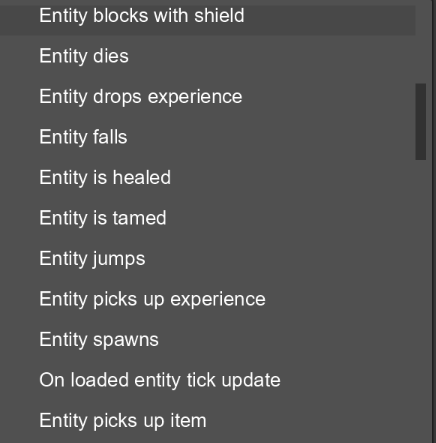 Entity blocks with shield
Entity dies
Entity drops experience
Entity falls
Entity is healed
Entity is tamed
Entity jumps
Entity picks up experience
Entity spawns
On loaded entity tick update
Entity picks up item